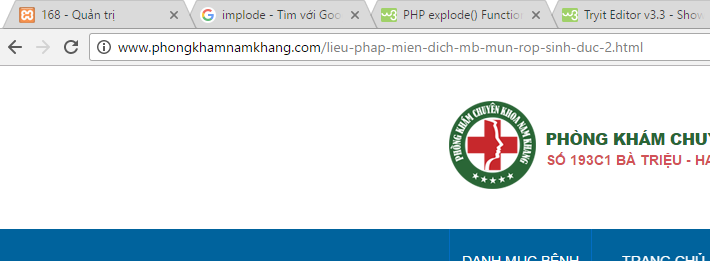 168 - Quản trị
implode - Tìm với Goo
PHP explode() Functio
Tryit Editor v3.3 - Show
www.phongkhamnamkhang.com/lieu-phap-mien-dich-mb-mun-rop-sinh-duc-2.html
PHÒNG KHÁM CHUYÊN KHOA NAM KHANG
PHÒNG KHÁM CHUY
SỐ 193C1 BÀ TRIỆU - HA
DANH MỤC BỆNH
TRANG CHỦ